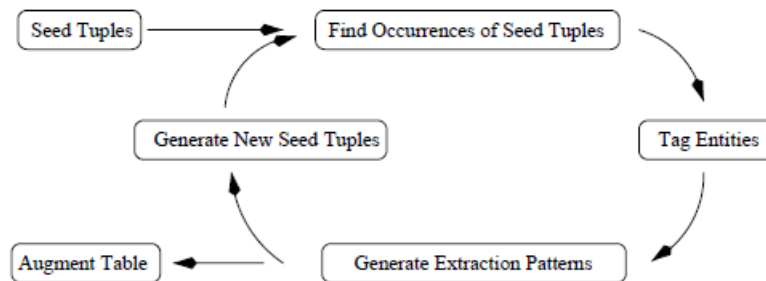 Seed Tuples
Find Occurrences of Seed Tuples
Generate New Seed Tuples
Tag Entities
Augment Table
Generate Extraction Patterns